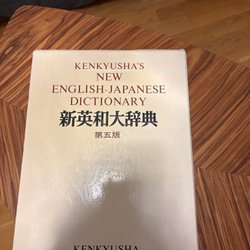 KENKYUSHA'S
NEW
ENGLISH-JAPANESE
DICTIONARY
新英和大辞典
第五版
KENKYUSHA